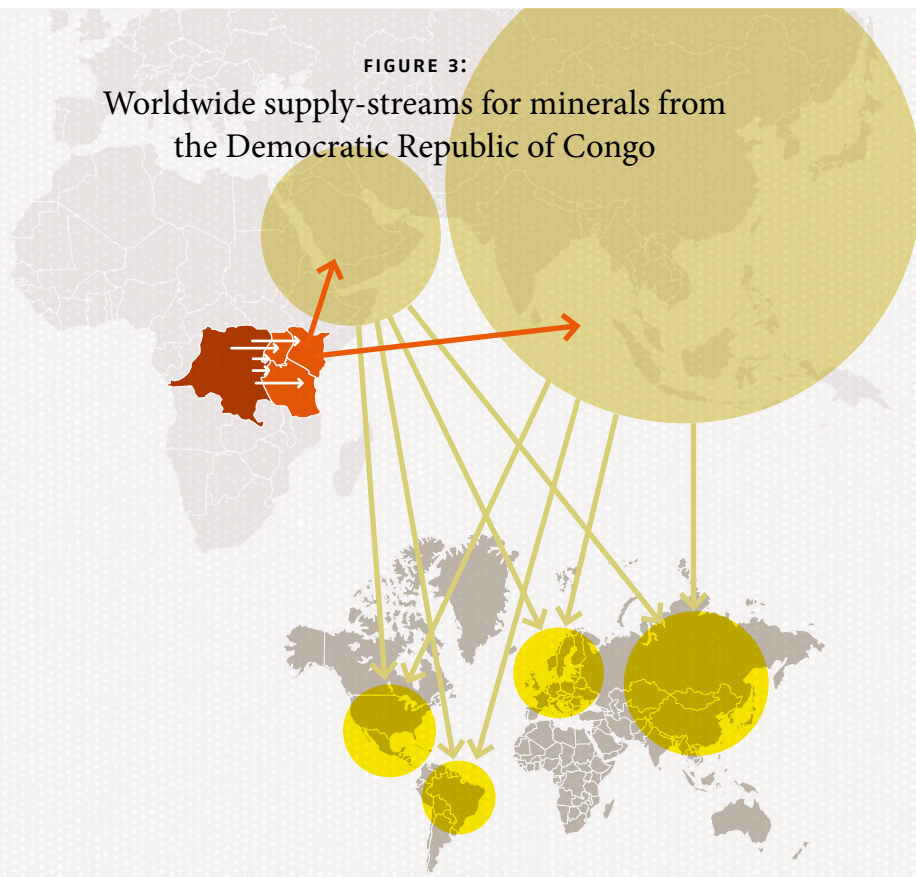 FIGURE 3:
Worldwide supply-streams for minerals from
the Democratic Republic of Congo